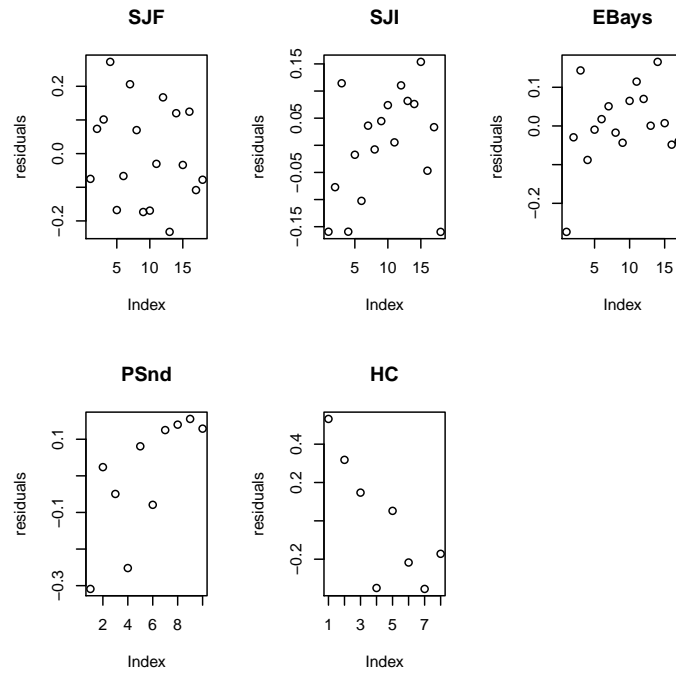 SJF
residuals
−0.2 0.0 0.2
5 10 15
Index
SJI
residuals
−0.15 −0.05 0.05 0.15
5 10 15
Index
EBays
residuals
−0.2 0.0 0.1
5 10 15
Index
PSnd
residuals
−0.3 −0.1 0.1
2 4 6 8
Index
HC
residuals
−0.2 0.2 0.4
1 3 5 7
Index